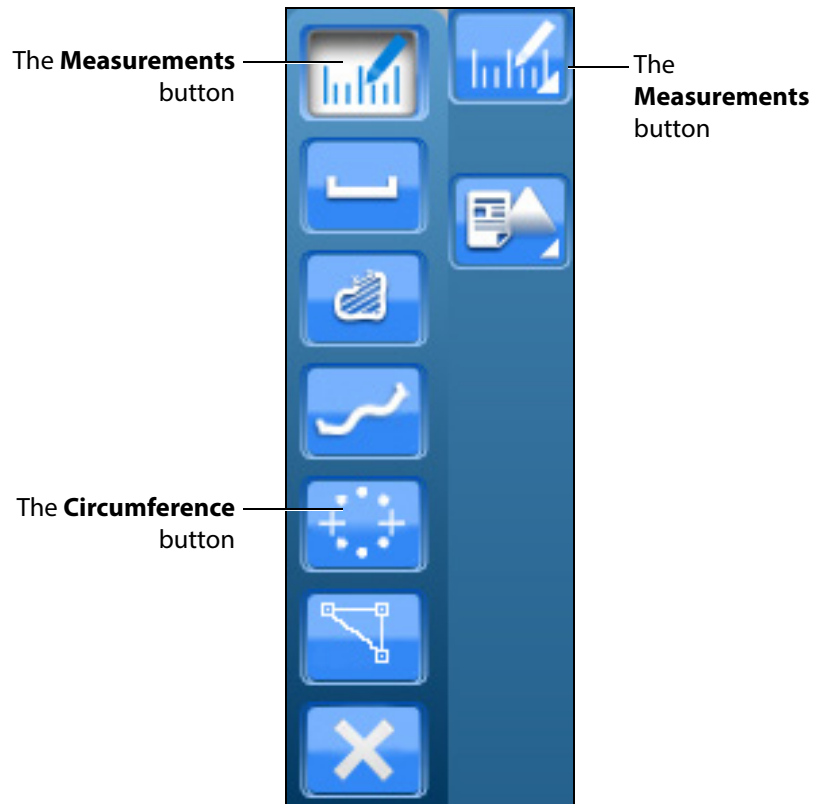 The Measurements
button
The
Measurements
button
The Circumference
button